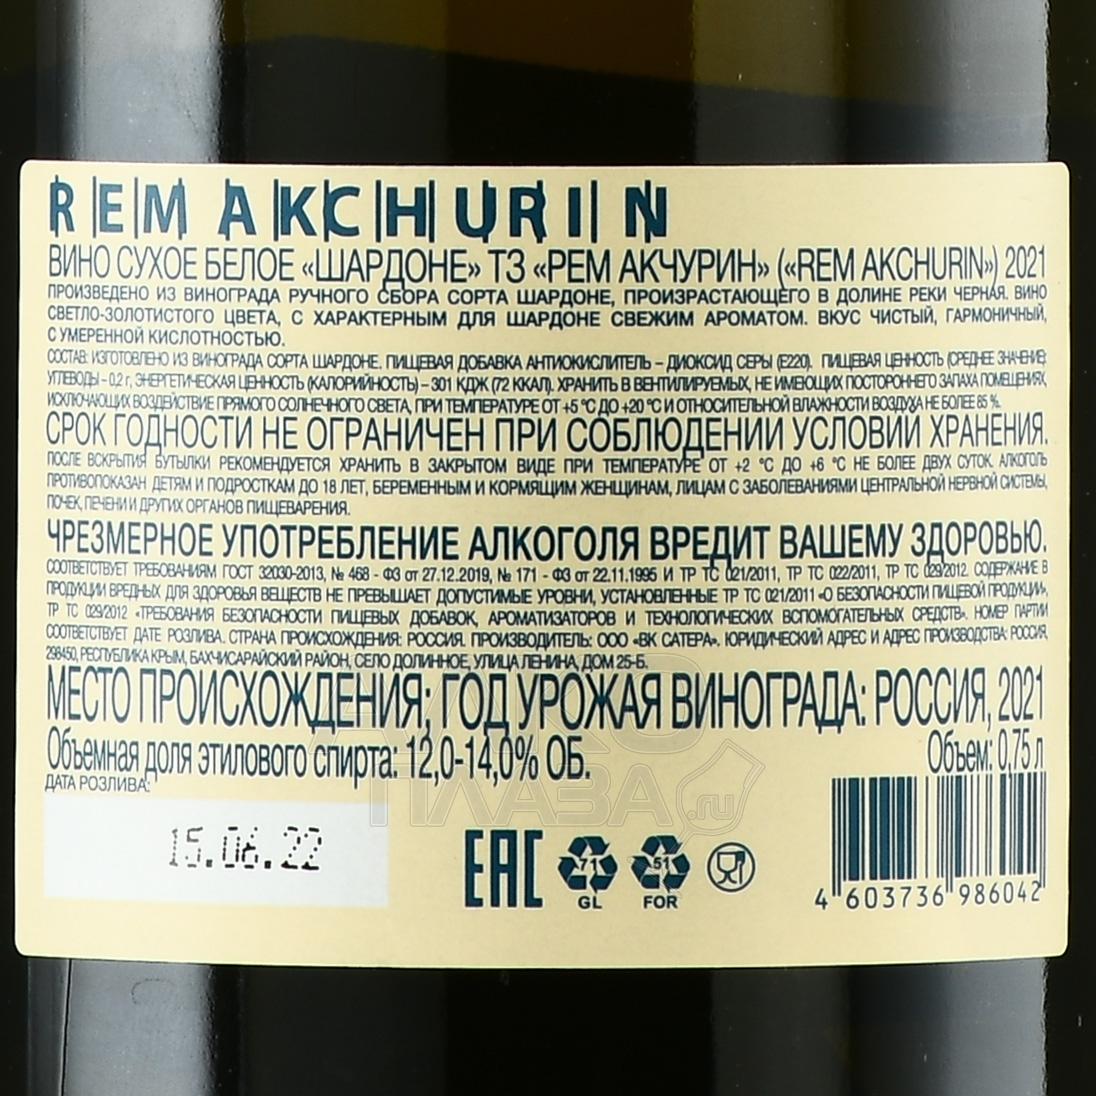 REM AKCHURIN
ВИНО СУХОЕ БЕЛОЕ «ШАРДОНЕ» ТЗ «РЕМ АКЧУРИН» («REM AKCHURIN») 2021
ПРОИЗВЕДЕНО ИЗ ВИНОГРАДА РУЧНОГО СБОРА СОРТА ШАРДОНЕ, ПРОИЗРАСТАЮЩЕГО В ДОЛИНЕ РЕКИ ЧЕРНАЯ. ВИНО
СВЕТЛО-ЗОЛОТИСТОГО ЦВЕТА, С ХАРАКТЕРНЫМ ДЛЯ ШАРДОНЕ СВЕЖИМ АРОМАТОМ. ВКУС ЧИСТЫЙ, ГАРМОНИЧНЫЙ,
С УМЕРЕННОЙ КИСЛОТНОСТЬЮ.
СОСТАВ: ИЗГОТОВЛЕНО ИЗ ВИНОГРАДА СОРТА ШАРДОНЕ. ПИЩЕВАЯ ДОБАВКА АНТИОКИСЛИТЕЛЬ – ДИОКСИД СЕРЫ (Е220). ПИЩЕВАЯ ЦЕННОСТЬ (СРЕДНЕЕ ЗНАЧЕНИЕ):
УГЛЕВОДЫ – 0,2 г, ЭНЕРГЕТИЧЕСКАЯ ЦЕННОСТЬ (КАЛОРИЙНОСТЬ) – 301 КДЖ (72 ККАЛ). ХРАНИТЬ В ВЕНТИЛИРУЕМЫХ, НЕ ИМЕЮЩИХ ПОСТОРОННЕГО ЗАПАХА ПОМЕЩЕНИЯХ,
ИСКЛЮЧАЮЩИХ ВОЗДЕЙСТВИЕ ПРЯМОГО СОЛНЕЧНОГО СВЕТА, ПРИ ТЕМПЕРАТУРЕ ОТ +5 °С ДО +20 °С И ОТНОСИТЕЛЬНОЙ ВЛАЖНОСТИ ВОЗДУХА НЕ БОЛЕЕ 85 %.
СРОК ГОДНОСТИ НЕ ОГРАНИЧЕН ПРИ СОБЛЮДЕНИИ УСЛОВИЙ ХРАНЕНИЯ.
ПОСЛЕ ВСКРЫТИЯ БУТЫЛКИ РЕКОМЕНДУЕТСЯ ХРАНИТЬ В ЗАКРЫТОМ ВИДЕ ПРИ ТЕМПЕРАТУРЕ ОТ +2 °С ДО +6 °С НЕ БОЛЕЕ ДВУХ СУТОК. АЛКОГОЛЬ
ПРОТИВОПОКАЗАН ДЕТЯМ И ПОДРОСТКАМ ДО 18 ЛЕТ, БЕРЕМЕННЫМ И КОРМЯЩИМ ЖЕНЩИНАМ, ЛИЦАМ С ЗАБОЛЕВАНИЯМИ ЦЕНТРАЛЬНОЙ НЕРВНОЙ СИСТЕМЫ,
ПОЧЕК, ПЕЧЕНИ И ДРУГИХ ОРГАНОВ ПИЩЕВАРЕНИЯ.
ЧРЕЗМЕРНОЕ УПОТРЕБЛЕНИЕ АЛКОГОЛЯ ВРЕДИТ ВАШЕМУ ЗДОРОВЬЮ.
СООТВЕТСТВУЕТ ТРЕБОВАНИЯМ ГОСТ 32030-2013, № 468 - ФЗ от 27.12.2019, № 171 - ФЗ от 22.11.1995 И ТР ТС 021/2011, ТР ТС 022/2011, ТР ТС 029/2012. СОДЕРЖАНИЕ В
ПРОДУКЦИИ ВРЕДНЫХ ДЛЯ ЗДОРОВЬЯ ВЕЩЕСТВ НЕ ПРЕВЫШАЕТ ДОПУСТИМЫЕ УРОВНИ, УСТАНОВЛЕННЫЕ ТР ТС 021/2011 «О БЕЗОПАСНОСТИ ПИЩЕВОЙ ПРОДУКЦИИ»,
ТР ТС 029/2012 «ТРЕБОВАНИЯ БЕЗОПАСНОСТИ ПИЩЕВЫХ ДОБАВОК, АРОМАТИЗАТОРОВ И ТЕХНОЛОГИЧЕСКИХ ВСПОМОГАТЕЛЬНЫХ СРЕДСТВ». НОМЕР ПАРТИИ
СООТВЕТСТВУЕТ ДАТЕ РОЗЛИВА. СТРАНА ПРОИСХОЖДЕНИЯ: РОССИЯ. ПРОИЗВОДИТЕЛЬ: ООО «ВК САТЕРА». ЮРИДИЧЕСКИЙ АДРЕС И АДРЕС ПРОИЗВОДСТВА: РОССИЯ,
298450, РЕСПУБЛИКА КРЫМ, БАХЧИСАРАЙСКИЙ РАЙОН, СЕЛО ДОЛИННОЕ, УЛИЦА ЛЕНИНА, ДОМ 25-Б.
МЕСТО ПРОИСХОЖДЕНИЯ; ГОД УРОЖАЯ ВИНОГРАДА: РОССИЯ, 2021
Объемная доля этилового спирта: 12,0-14,0% ОБ. Объем: 0,75 л
ДАТА РОЗЛИВА:
АЛКО
ПЛАЗА.ru
15.06.22
EAC 71 51
GL FOR
4 603736 986042